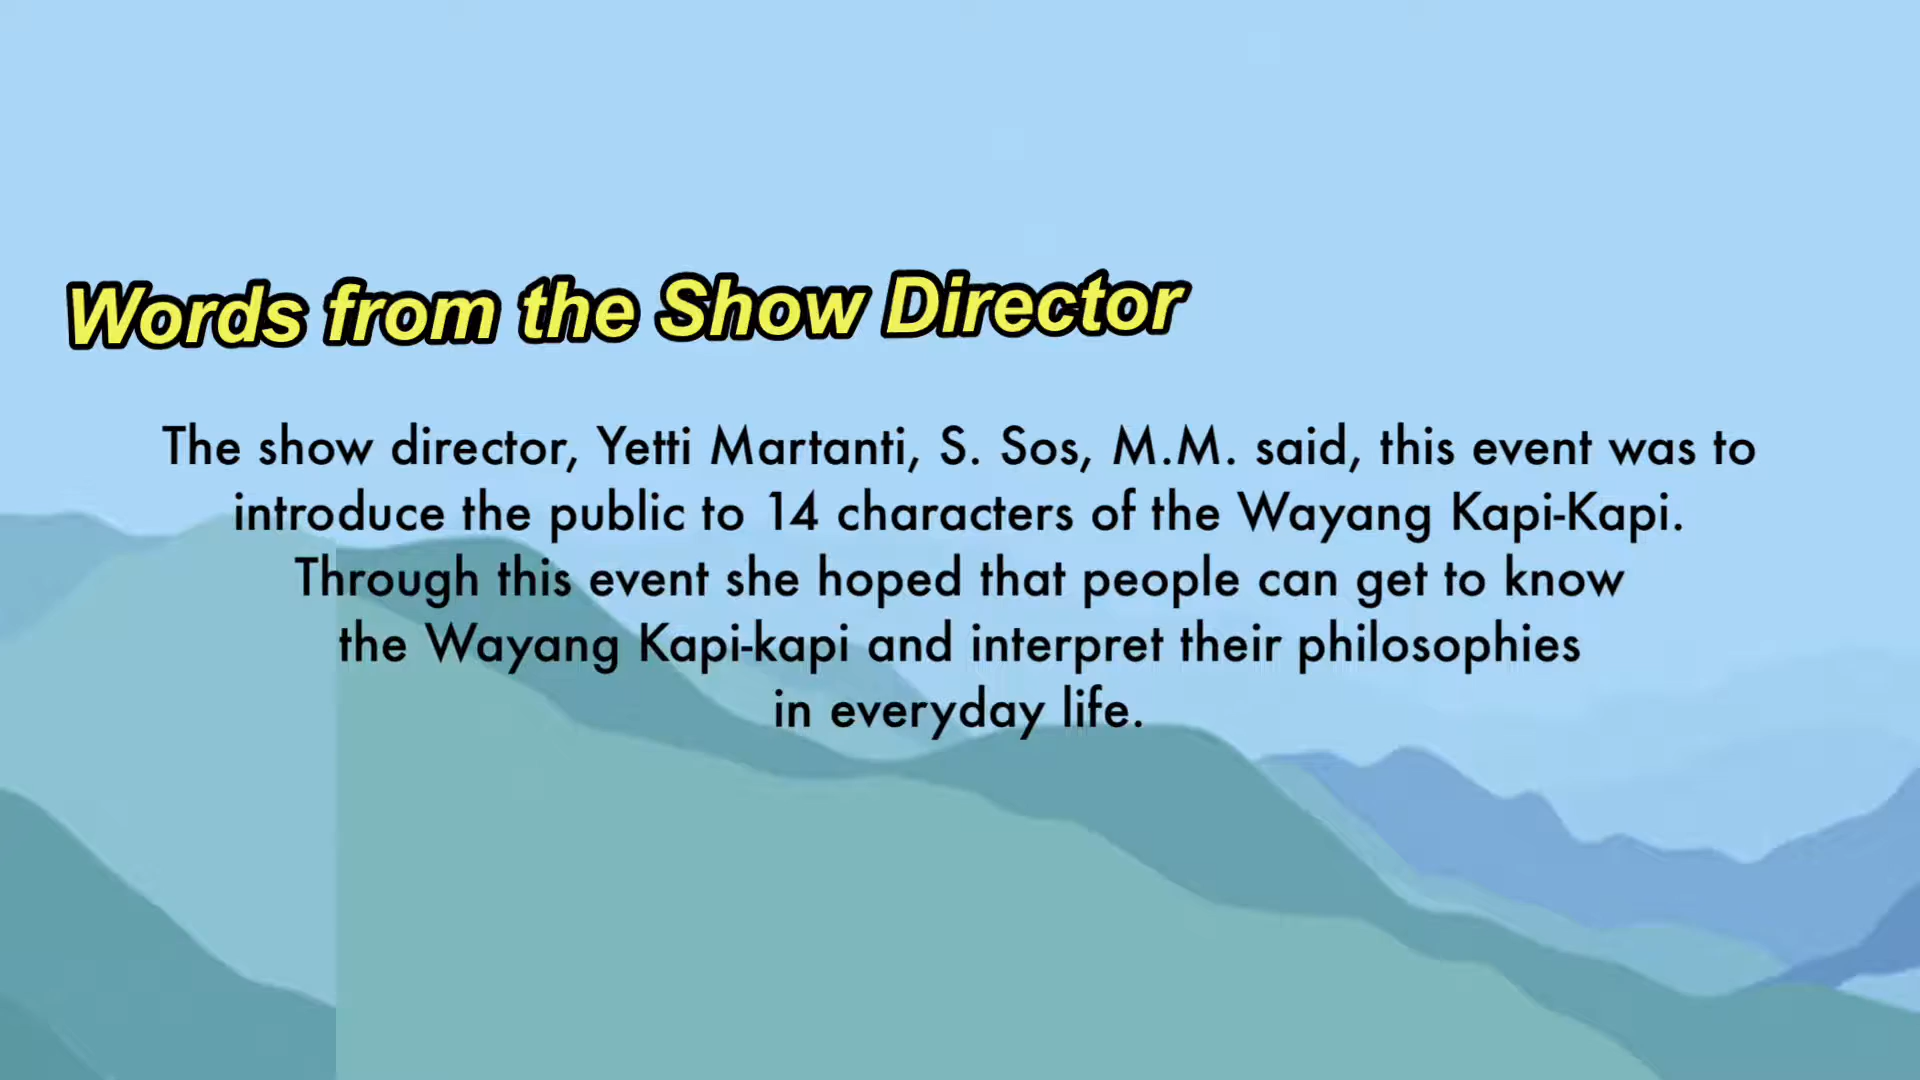 Words from the Show Director
The show director, Yetti Martanti, S. Sos, M.M. said, this event was to
introduce the public to 14 characters of the Wayang Kapi-Kapi.
Through this event she hoped that people can get to know
the Wayang Kapi-kapi and interpret their philosophies
in everyday life.